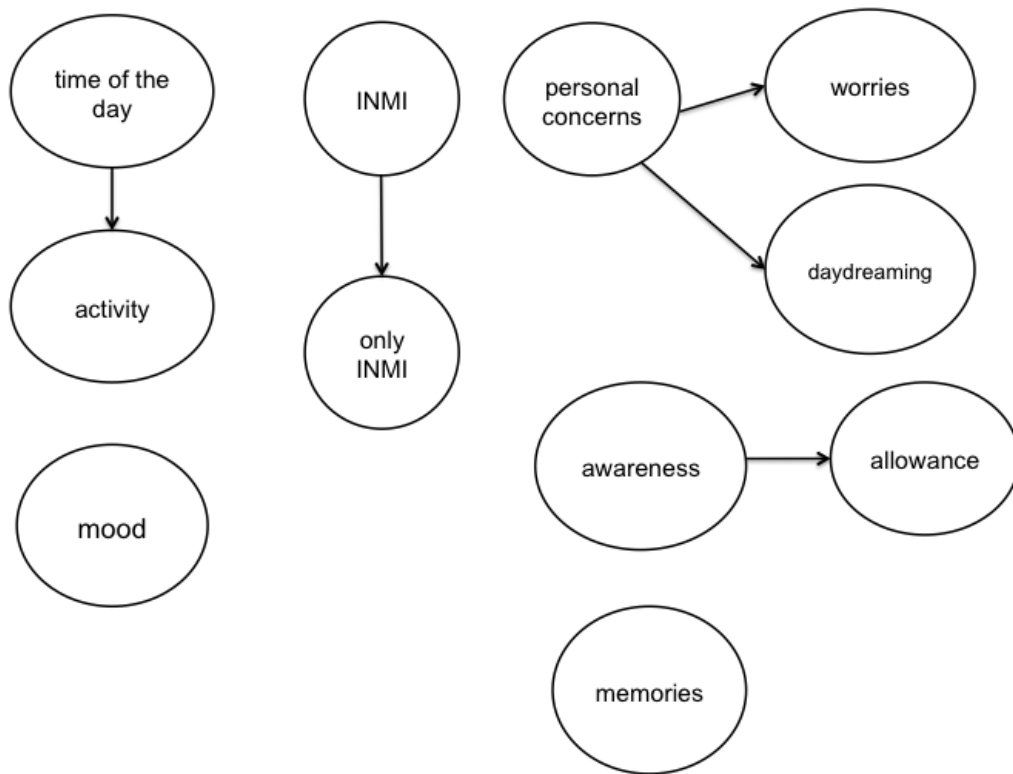 time of the
day
activity
mood
INMI
only
INMI
personal
concerns
worries
daydreaming
awareness
allowance
memories